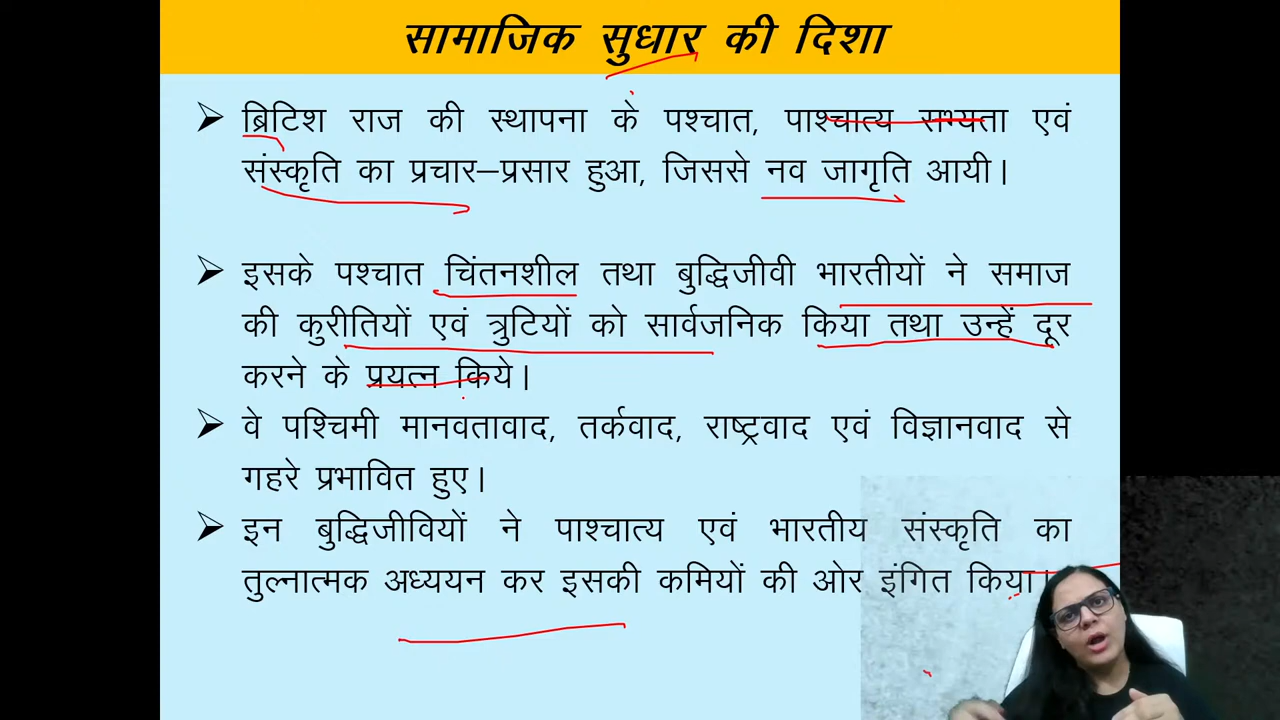 सामाजिक सुधार की दिशा
➢ ब्रिटिश राज की स्थापना के पश्चात, पाश्चात्य सभ्यता एवं
संस्कृति का प्रचार–प्रसार हुआ, जिससे नव जागृति आयी।
➢ इसके पश्चात चिंतनशील तथा बुद्धिजीवी भारतीयों ने समाज
की कुरीतियों एवं त्रुटियों को सार्वजनिक किया तथा उन्हें दूर
करने के प्रयत्न किये।
➢ वे पश्चिमी मानवतावाद, तर्कवाद, राष्ट्रवाद एवं विज्ञानवाद से
गहरे प्रभावित हुए।
➢ इन बुद्धिजीवियों ने पाश्चात्य एवं भारतीय संस्कृति का
तुल्नात्मक अध्ययन कर इसकी कमियों की ओर इंगित किया।